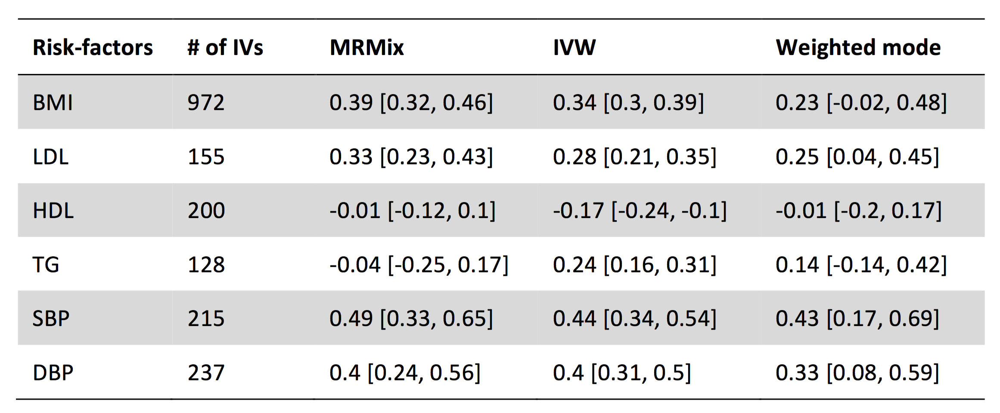 Risk-factors # of IVs MRMix IVW Weighted mode
BMI 972 0.39 [0.32, 0.46] 0.34 [0.3, 0.39] 0.23 [-0.02, 0.48]
LDL 155 0.33 [0.23, 0.43] 0.28 [0.21, 0.35] 0.25 [0.04, 0.45]
HDL 200 -0.01 [-0.12, 0.1] -0.17 [-0.24, -0.1] -0.01 [-0.2, 0.17]
TG 128 -0.04 [-0.25, 0.17] 0.24 [0.16, 0.31] 0.14 [-0.14, 0.42]
SBP 215 0.49 [0.33, 0.65] 0.44 [0.34, 0.54] 0.43 [0.17, 0.69]
DBP 237 0.4 [0.24, 0.56] 0.4 [0.31, 0.5] 0.33 [0.08, 0.59]